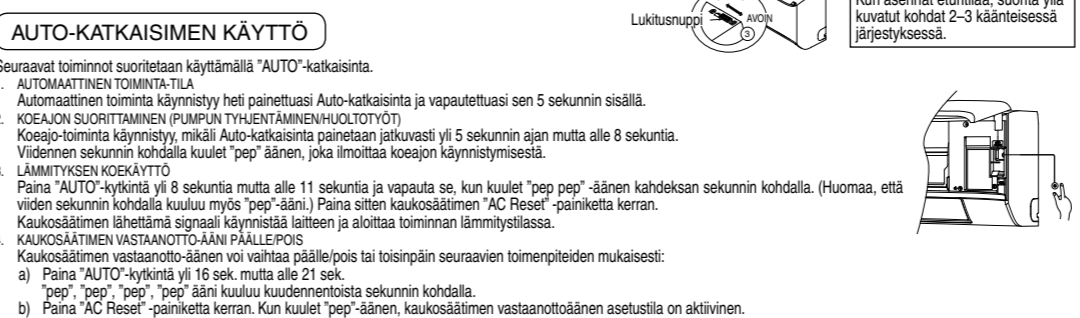 Lukitusnuppi
AVOIN
3
kuvatut kohdat 2–3 käänteisessä
järjestyksessä.
AUTO-KATKAISIMEN KÄYTTÖ
Seuraavat toiminnot suoritetaan käyttämällä "AUTO"-katkaisinta.
AUTOMAATTINEN TOIMINTA-TILA
Automaattinen toiminta käynnistyy heti painettuasi Auto-katkaisinta ja vapautettuasi sen 5 sekunnin sisällä.
KOEAJON SUORITTAMINEN (PUMPUN TYHJENTÄMINEN/HUOLTOTYÖT)
Koeajo-toiminta käynnistyy, mikäli Auto-katkaisinta painetaan jatkuvasti yli 5 sekunnin ajan mutta alle 8 sekuntia.
Viidennen sekunnin kohdalla kuulet "pep" äänen, joka ilmoittaa koeajon käynnistymisestä.
LÄMMITYKSEN KOEKÄYTTÖ
Paina "AUTO"-kytkintä yli 8 sekuntia mutta alle 11 sekuntia ja vapauta se, kun kuulet "pep pep" -äänen kahdeksan sekunnin kohdalla. (Huomaa, että
viiden sekunnin kohdalla kuuluu myös "pep"-ääni.) Paina sitten kaukosäätimen "AC Reset" -painiketta kerran.
Kaukosäätimen lähettämä signaali käynnistää laitteen ja aloittaa toiminnan lämmitystilassa.
KAUKOSÄÄTIMEN VASTAANOTTO-ÄÄNI PÄÄLLE/POIS
Kaukosäätimen vastaanotto-äänen voi vaihtaa päälle/pois tai toisinpäin seuraavien toimenpiteiden mukaisesti:
a) Paina "AUTO"-kytkintä yli 16 sek. mutta alle 21 sek.
"pep", "pep", "pep", "pep" ääni kuuluu kuudennentoista sekunnin kohdalla.
b) Paina "AC Reset" -painiketta kerran. Kun kuulet "pep"-äänen, kaukosäätimen vastaanottoäänen asetustila on aktiivinen.